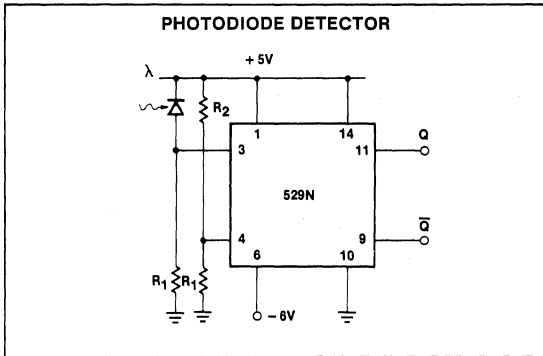 PHOTODIODE DETECTOR
+ 5V
λ
R2
1
14
3
11
Q
529N
4
9
Q̅
6
10
R1
R1
– 6V